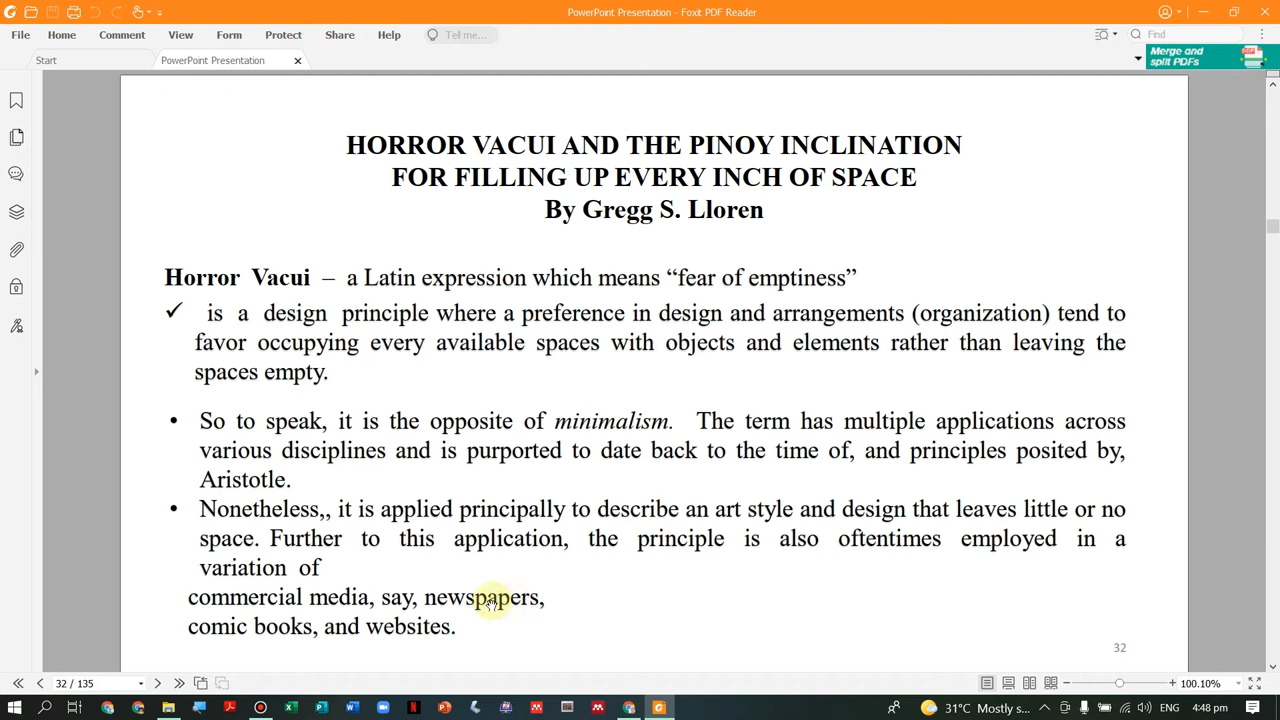 PowerPoint Presentation - Foxit PDF Reader
File Home Comment View Form Protect Share Help Tell me... Find
Start PowerPoint Presentation Merge and
split PDFs
HORROR VACUI AND THE PINOY INCLINATION
FOR FILLING UP EVERY INCH OF SPACE
By Gregg S. Lloren
Horror Vacui – a Latin expression which means “fear of emptiness”
✓ is a design principle where a preference in design and arrangements (organization) tend to
favor occupying every available spaces with objects and elements rather than leaving the
spaces empty.
• So to speak, it is the opposite of minimalism. The term has multiple applications across
various disciplines and is purported to date back to the time of, and principles posited by,
Aristotle.
• Nonetheless,, it is applied principally to describe an art style and design that leaves little or no
space. Further to this application, the principle is also oftentimes employed in a
variation of
commercial media, say, newspapers,
comic books, and websites.
32
32 / 135 100.10%
31°C Mostly s... ENG 4:48 pm